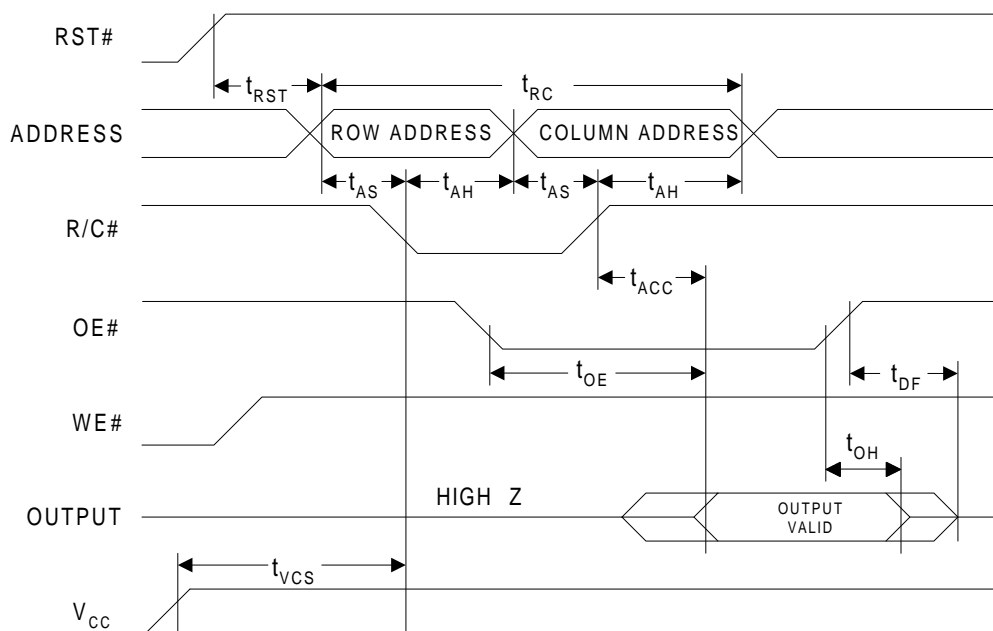 RST#
tRST
tRC
ADDRESS
ROW ADDRESS
COLUMN ADDRESS
tAS
tAH
tAS
tAH
R/C#
tACC
OE#
tOE
tDF
WE#
tOH
HIGH Z
OUTPUT
OUTPUT
VALID
tVCS
VCC